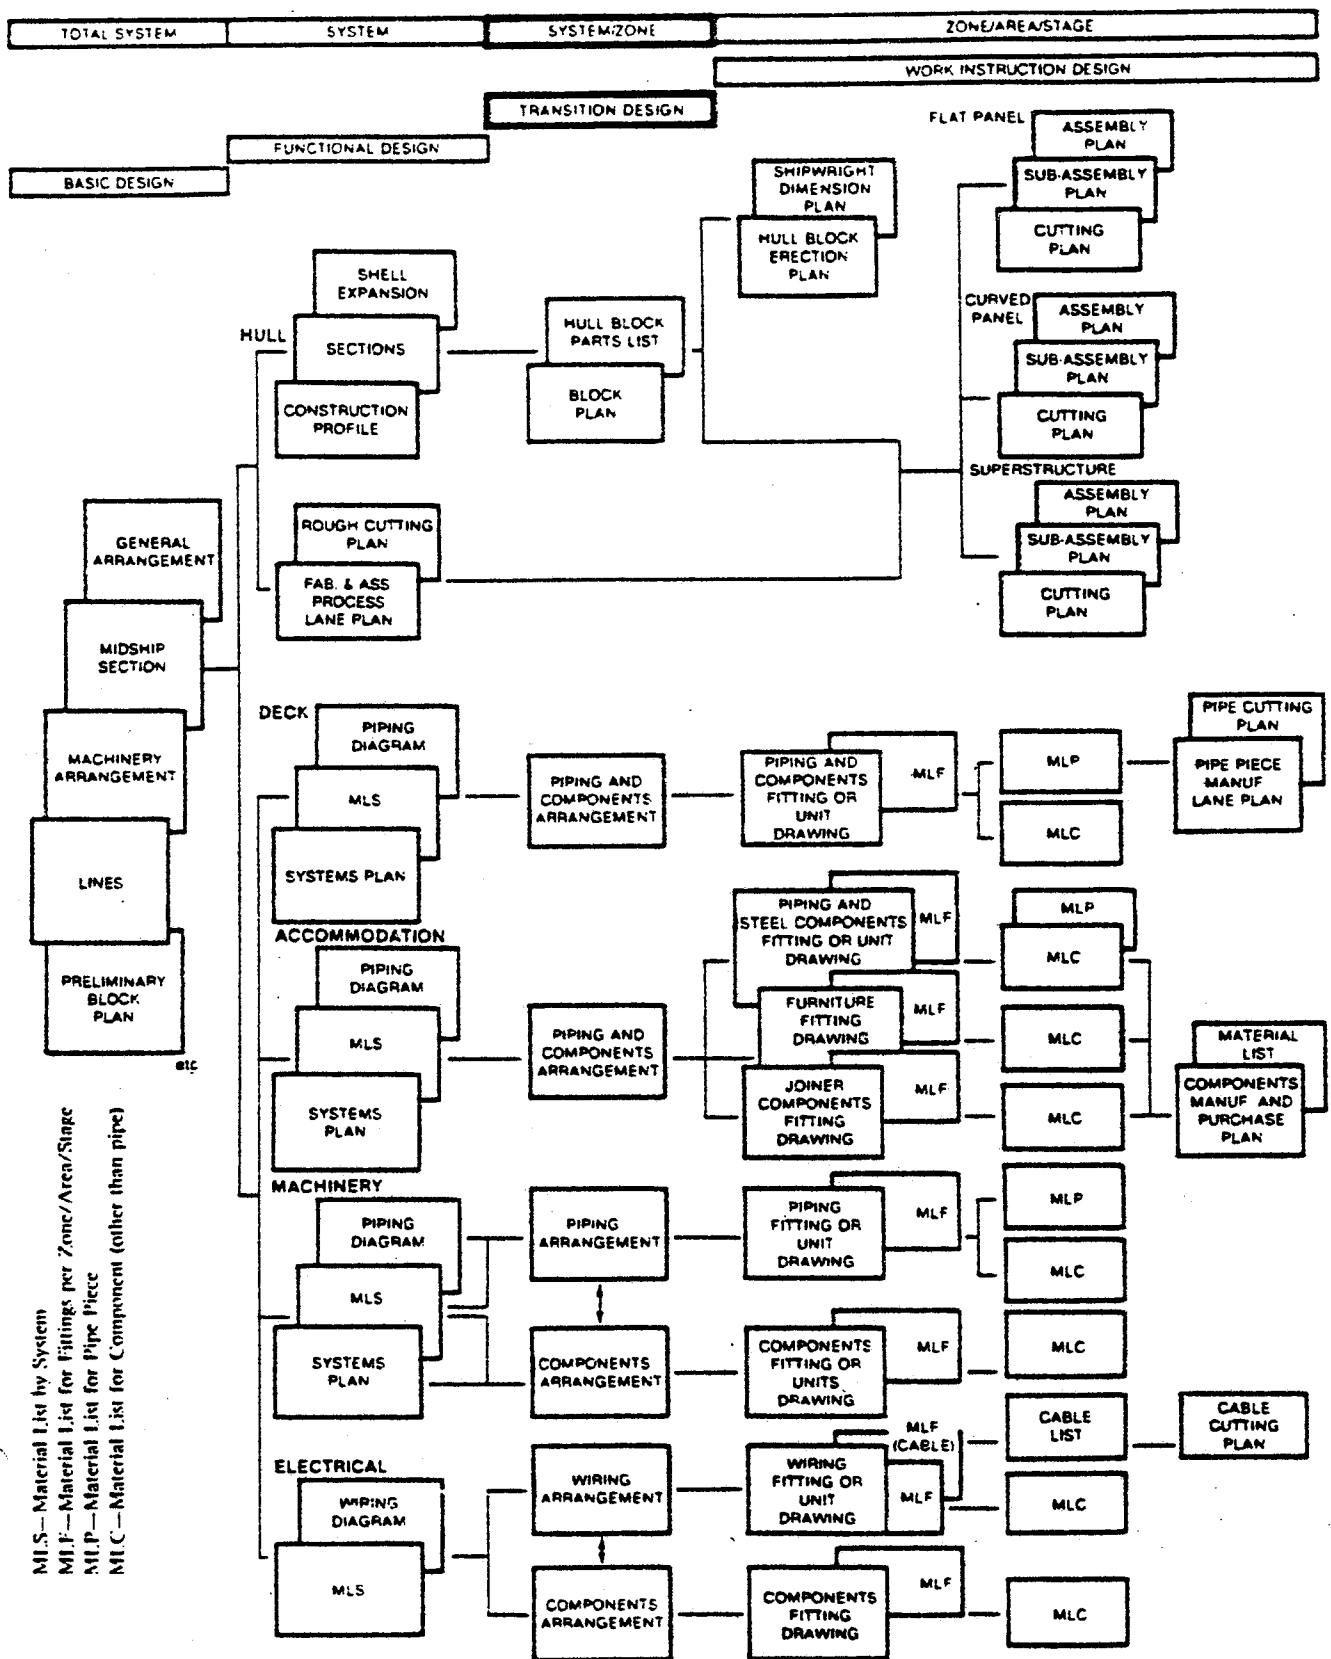 TOTAL SYSTEM
SYSTEM
SYSTEM/ZONE
ZONE/AREA/STAGE
WORK INSTRUCTION DESIGN
TRANSITION DESIGN
FUNCTIONAL DESIGN
BASIC DESIGN
GENERAL
ARRANGEMENT
MIDSHIP
SECTION
MACHINERY
ARRANGEMENT
LINES
PRELIMINARY
BLOCK
PLAN
etc
HULL
SHELL
EXPANSION
SECTIONS
CONSTRUCTION
PROFILE
ROUGH CUTTING
PLAN
FAB. & ASS
PROCESS
LANE PLAN
HULL BLOCK
PARTS LIST
BLOCK
PLAN
SHIPWRIGHT
DIMENSION
PLAN
HULL BLOCK
ERECTION
PLAN
FLAT PANEL
ASSEMBLY
PLAN
SUB-ASSEMBLY
PLAN
CUTTING
PLAN
CURVED
PANEL
ASSEMBLY
PLAN
SUB-ASSEMBLY
PLAN
CUTTING
PLAN
SUPERSTRUCTURE
ASSEMBLY
PLAN
SUB-ASSEMBLY
PLAN
CUTTING
PLAN
DECK
PIPING
DIAGRAM
MLS
SYSTEMS PLAN
PIPING AND
COMPONENTS
ARRANGEMENT
PIPING AND
COMPONENTS
FITTING OR
UNIT
DRAWING
MLF
MLP
MLC
PIPE CUTTING
PLAN
PIPE PIECE
MANUF
LANE PLAN
ACCOMMODATION
PIPING
DIAGRAM
MLS
SYSTEMS
PLAN
PIPING AND
COMPONENTS
ARRANGEMENT
PIPING AND
STEEL COMPONENTS
FITTING OR UNIT
DRAWING
MLF
FURNITURE
FITTING
DRAWING
MLF
JOINER
COMPONENTS
FITTING
DRAWING
MLF
MLP
MLC
MLC
MLC
MATERIAL
LIST
COMPONENTS
MANUF AND
PURCHASE
PLAN
MACHINERY
PIPING
DIAGRAM
MLS
SYSTEMS
PLAN
PIPING
ARRANGEMENT
COMPONENTS
ARRANGEMENT
PIPING
FITTING OR
UNIT
DRAWING
MLF
MLP
MLC
COMPONENTS
FITTING OR
UNITS
DRAWING
MLF
MLC
ELECTRICAL
WIRING
DIAGRAM
MLS
WIRING
ARRANGEMENT
COMPONENTS
ARRANGEMENT
MLF
(CABLE)
WIRING
FITTING OR
UNIT
DRAWING
MLF
CABLE
LIST
MLC
CABLE
CUTTING
PLAN
COMPONENTS
FITTING
DRAWING
MLF
MLC
MLS—Material List by System
MLF—Material List for Fittings per Zone/Area/Stage
MLP—Material List for Pipe Piece
MLC—Material List for Component (other than pipe)